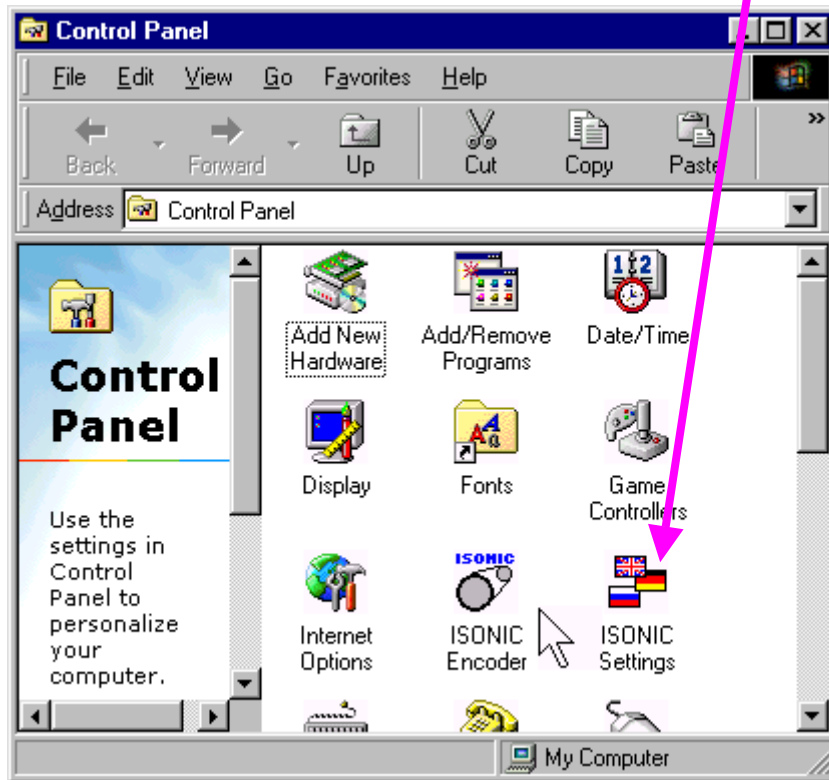 Control Panel
File Edit View Go Favorites Help
Back Forward Up Cut Copy Paste »
Address Control Panel
Control
Panel
Use the
settings in
Control
Panel to
personalize
your
computer.
Add New
Hardware
Add/Remove
Programs
Date/Time
12
Display
Fonts
Game
Controllers
Internet
Options
ISONIC
ISONIC
Encoder
ISONIC
Settings
My Computer